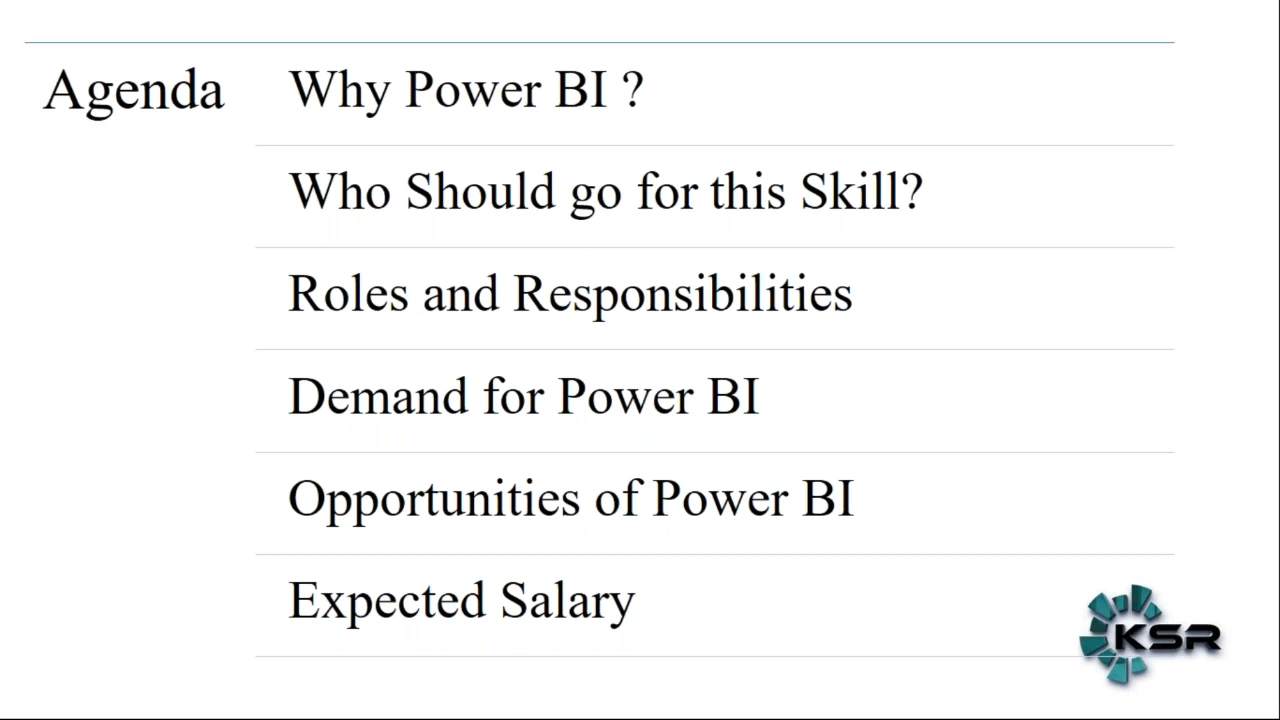 Agenda
Why Power BI ?
Who Should go for this Skill?
Roles and Responsibilities
Demand for Power BI
Opportunities of Power BI
Expected Salary
KSR